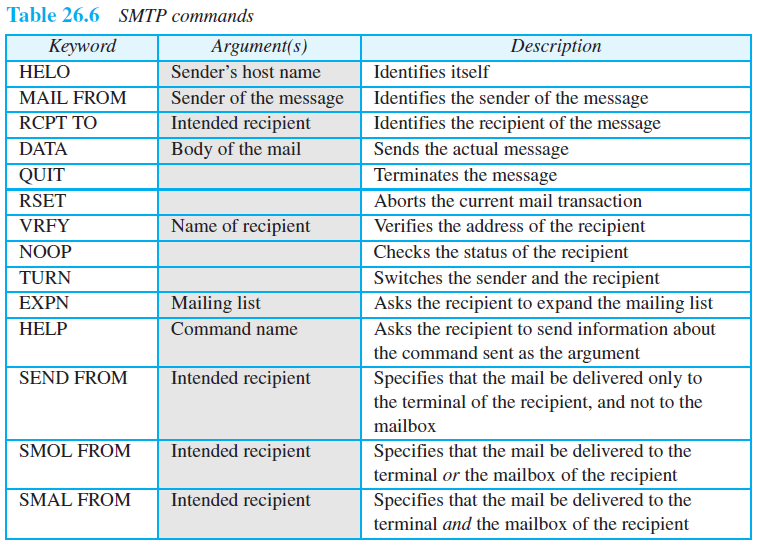 Table 26.6 SMTP commands
Keyword Argument(s) Description
HELO Sender’s host name Identifies itself
MAIL FROM Sender of the message Identifies the sender of the message
RCPT TO Intended recipient Identifies the recipient of the message
DATA Body of the mail Sends the actual message
QUIT Terminates the message
RSET Aborts the current mail transaction
VRFY Name of recipient Verifies the address of the recipient
NOOP Checks the status of the recipient
TURN Switches the sender and the recipient
EXPN Mailing list Asks the recipient to expand the mailing list
HELP Command name Asks the recipient to send information about
the command sent as the argument
SEND FROM Intended recipient Specifies that the mail be delivered only to
the terminal of the recipient, and not to the
mailbox
SMOL FROM Intended recipient Specifies that the mail be delivered to the
terminal or the mailbox of the recipient
SMAL FROM Intended recipient Specifies that the mail be delivered to the
terminal and the mailbox of the recipient